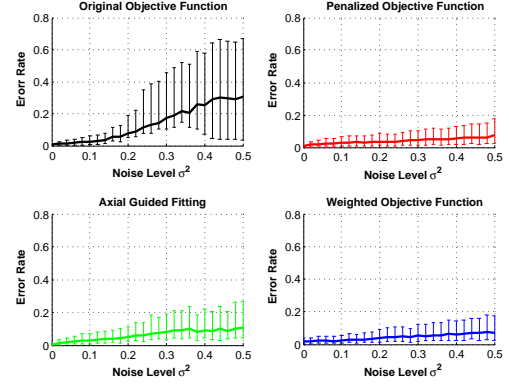 Original Objective Function
Penalized Objective Function
0.8
0.6
0.4
0.2
0
0 0.1 0.2 0.3 0.4 0.5
Error Rate
Noise Level σ²
0.8
0.6
0.4
0.2
0
0 0.1 0.2 0.3 0.4 0.5
Error Rate
Noise Level σ²
Axial Guided Fitting
Weighted Objective Function
0.8
0.6
0.4
0.2
0
0 0.1 0.2 0.3 0.4 0.5
Error Rate
Noise Level σ²
0.8
0.6
0.4
0.2
0
0 0.1 0.2 0.3 0.4 0.5
Error Rate
Noise Level σ²